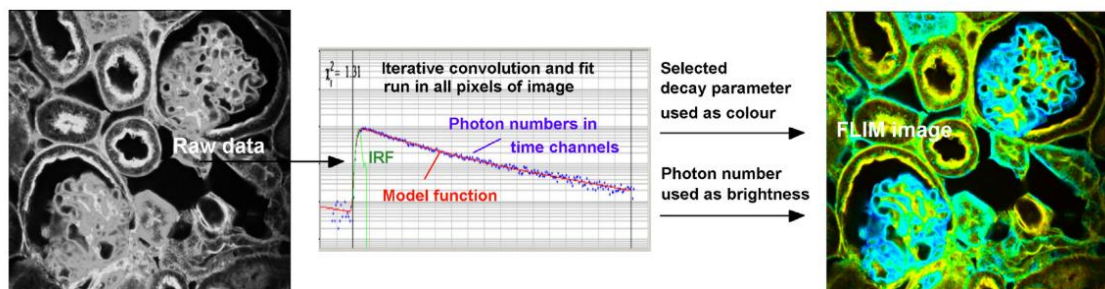 Raw data
χ²r = 1.31
Iterative convolution and fit
run in all pixels of image
Photon numbers in
time channels
IRF
Model function
Selected
decay parameter
used as colour
Photon number
used as brightness
FLIM image